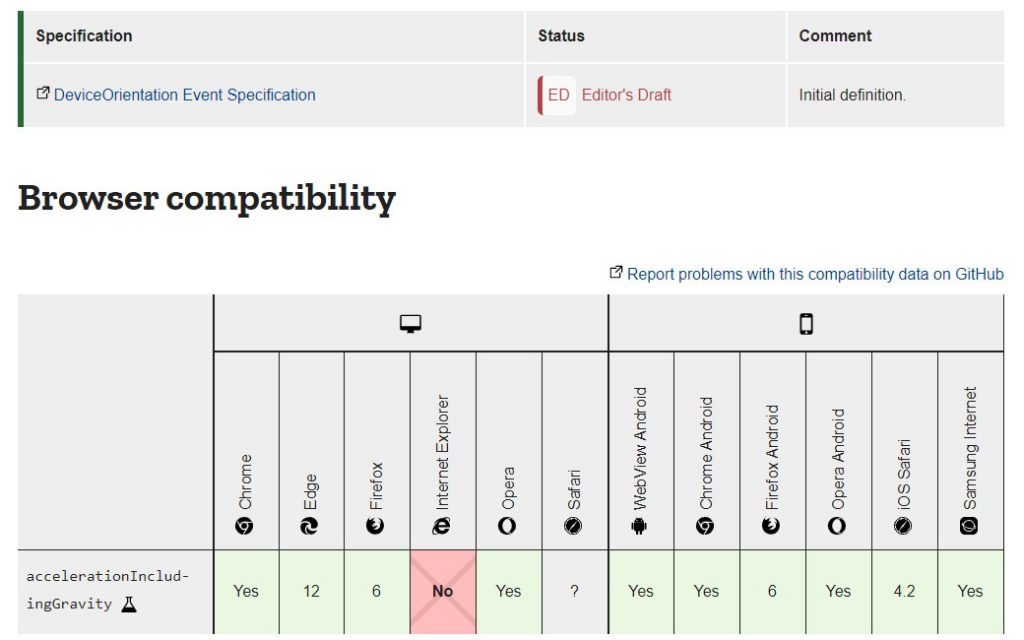 Specification Status Comment
DeviceOrientation Event Specification ED Editor's Draft Initial definition.
Browser compatibility
Report problems with this compatibility data on GitHub
Chrome Edge Firefox Internet Explorer Opera Safari WebView Android Chrome Android Firefox Android Opera Android iOS Safari Samsung Internet
accelerationInclud-
ingGravity
Yes 12 6 No Yes ? Yes Yes 6 Yes 4.2 Yes